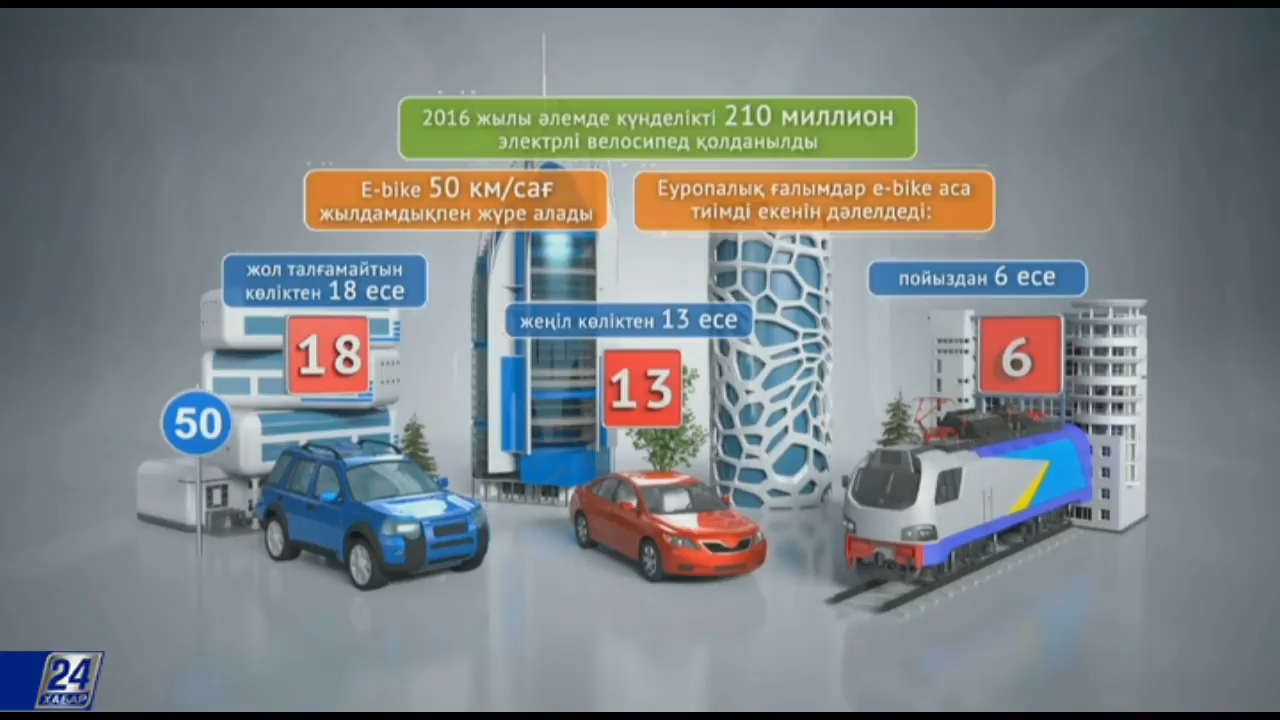 2016 жылы әлемде күнделікті 210 миллион
электрлі велосипед қолданылды
E-bike 50 км/сағ
жылдамдықпен жүре алады
Еуропалық ғалымдар e-bike аса
тиімді екенін дәлелдеді:
жол талғамайтын
көліктен 18 есе
жеңіл көліктен 13 есе
пойыздан 6 есе
18
13
6
50
24
ХАБАР